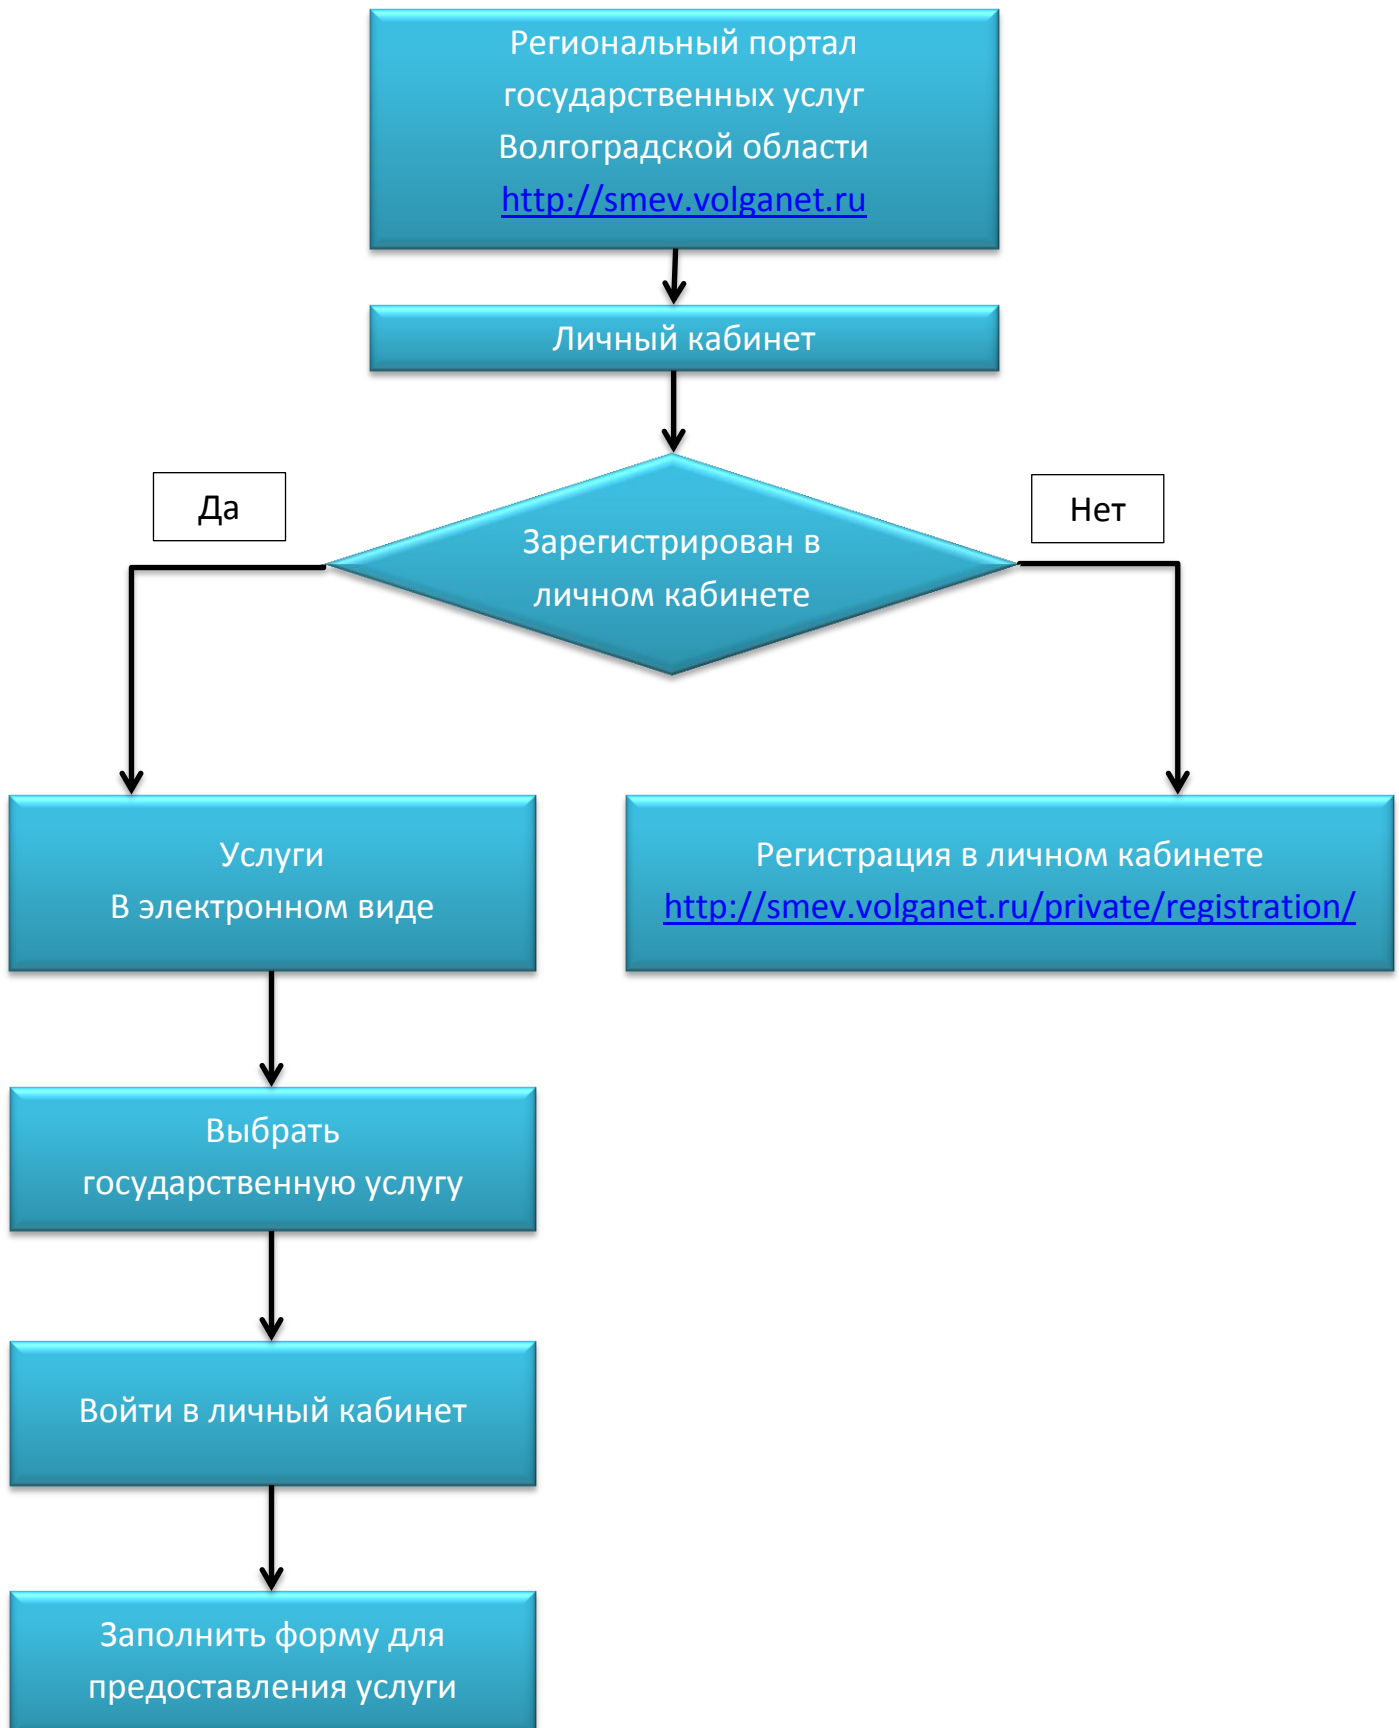 Региональный портал
государственных услуг
Волгоградской области
http://smev.volganet.ru
Личный кабинет
Да
Нет
Зарегистрирован в
личном кабинете
Услуги
В электронном виде
Регистрация в личном кабинете
http://smev.volganet.ru/private/registration/
Выбрать
государственную услугу
Войти в личный кабинет
Заполнить форму для
предоставления услуги